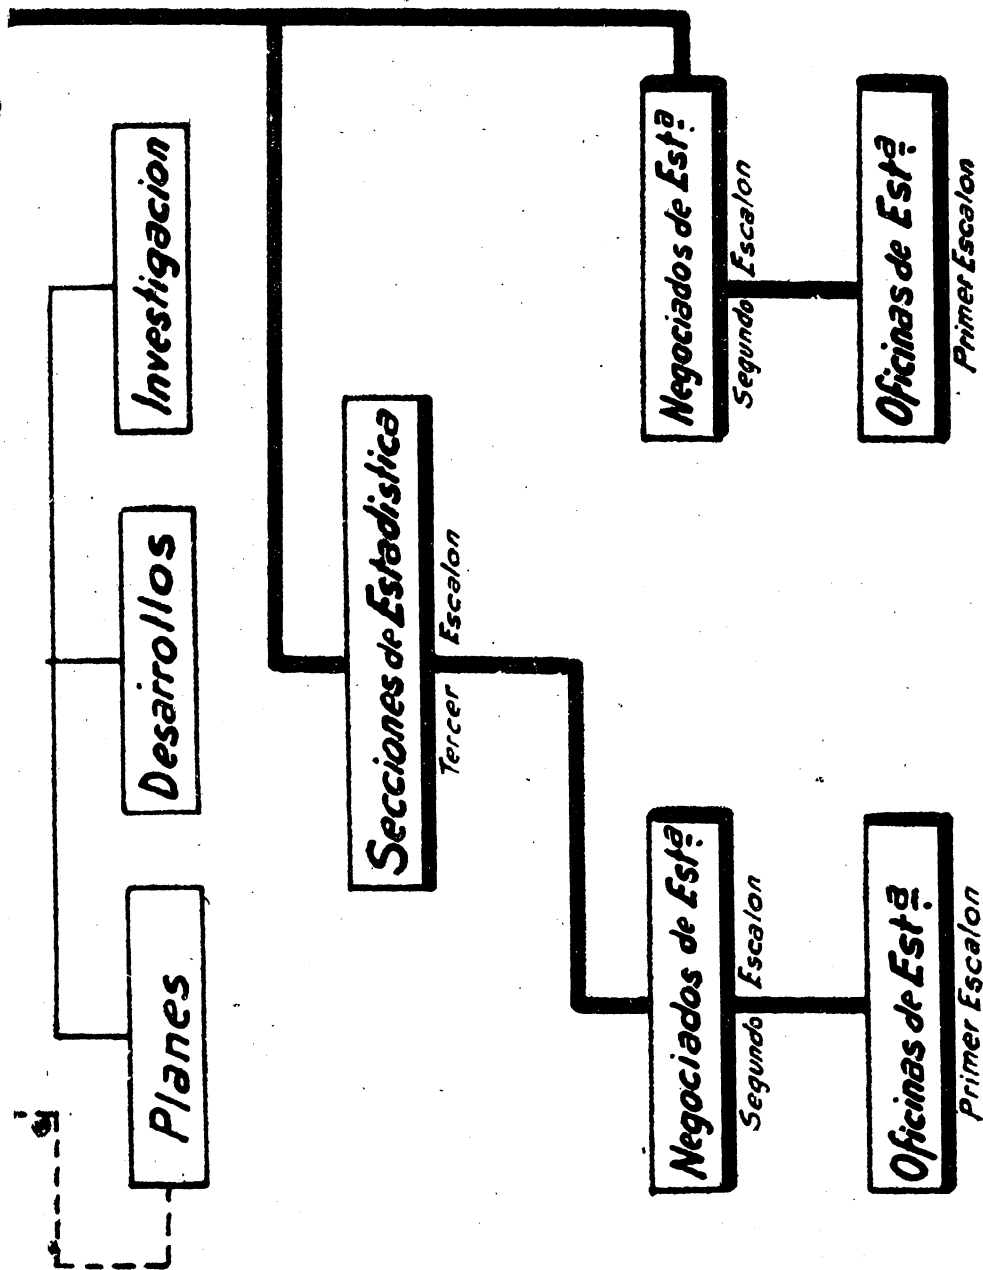 Planes
Desarrollos
Investigacion
Secciones de Estadistica
Tercer Escalon
Negociados de Estª
Segundo Escalon
Negociados de Estª
Segundo Escalon
Oficinas de Estª
Primer Escalon
Oficinas de Estª
Primer Escalon